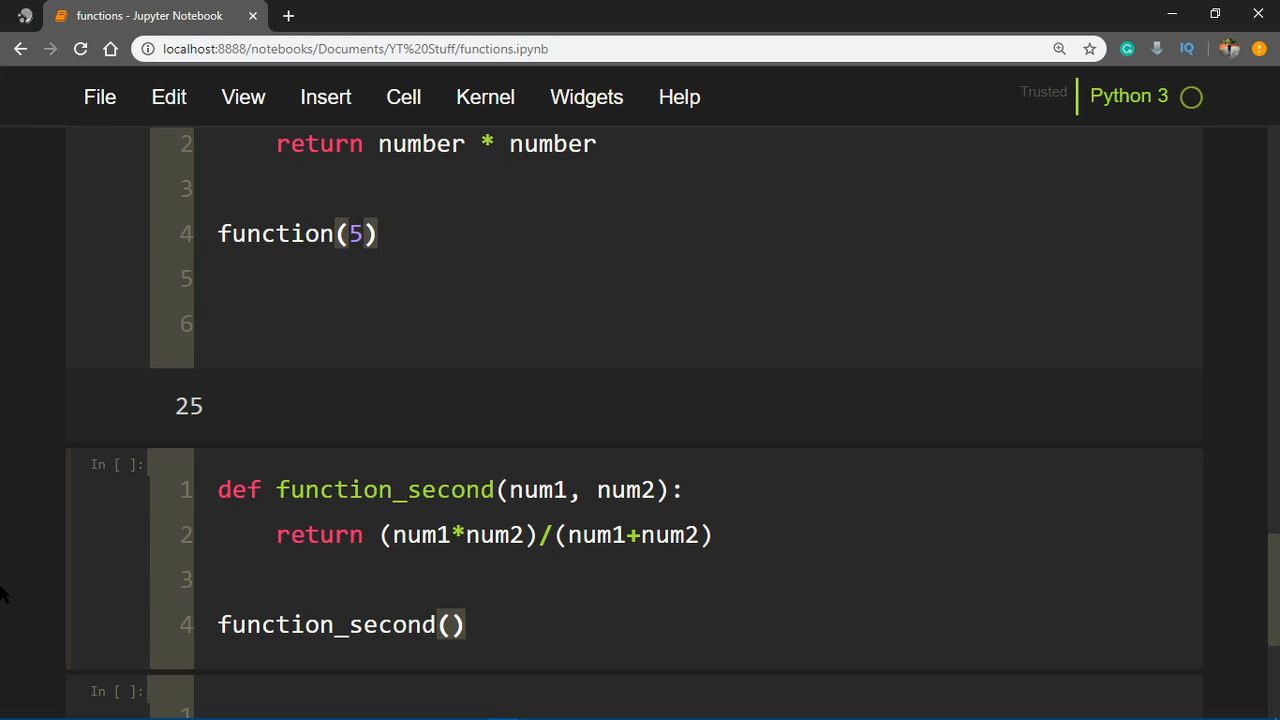 functions - Jupyter Notebook
localhost:8888/notebooks/Documents/YT%20Stuff/functions.ipynb
IQ
File Edit View Insert Cell Kernel Widgets Help Trusted Python 3
2 return number * number
3
4 function(5)
5
6
25
In [ ]:
1 def function_second(num1, num2):
2 return (num1*num2)/(num1+num2)
3
4 function_second()
In [ ]:
1